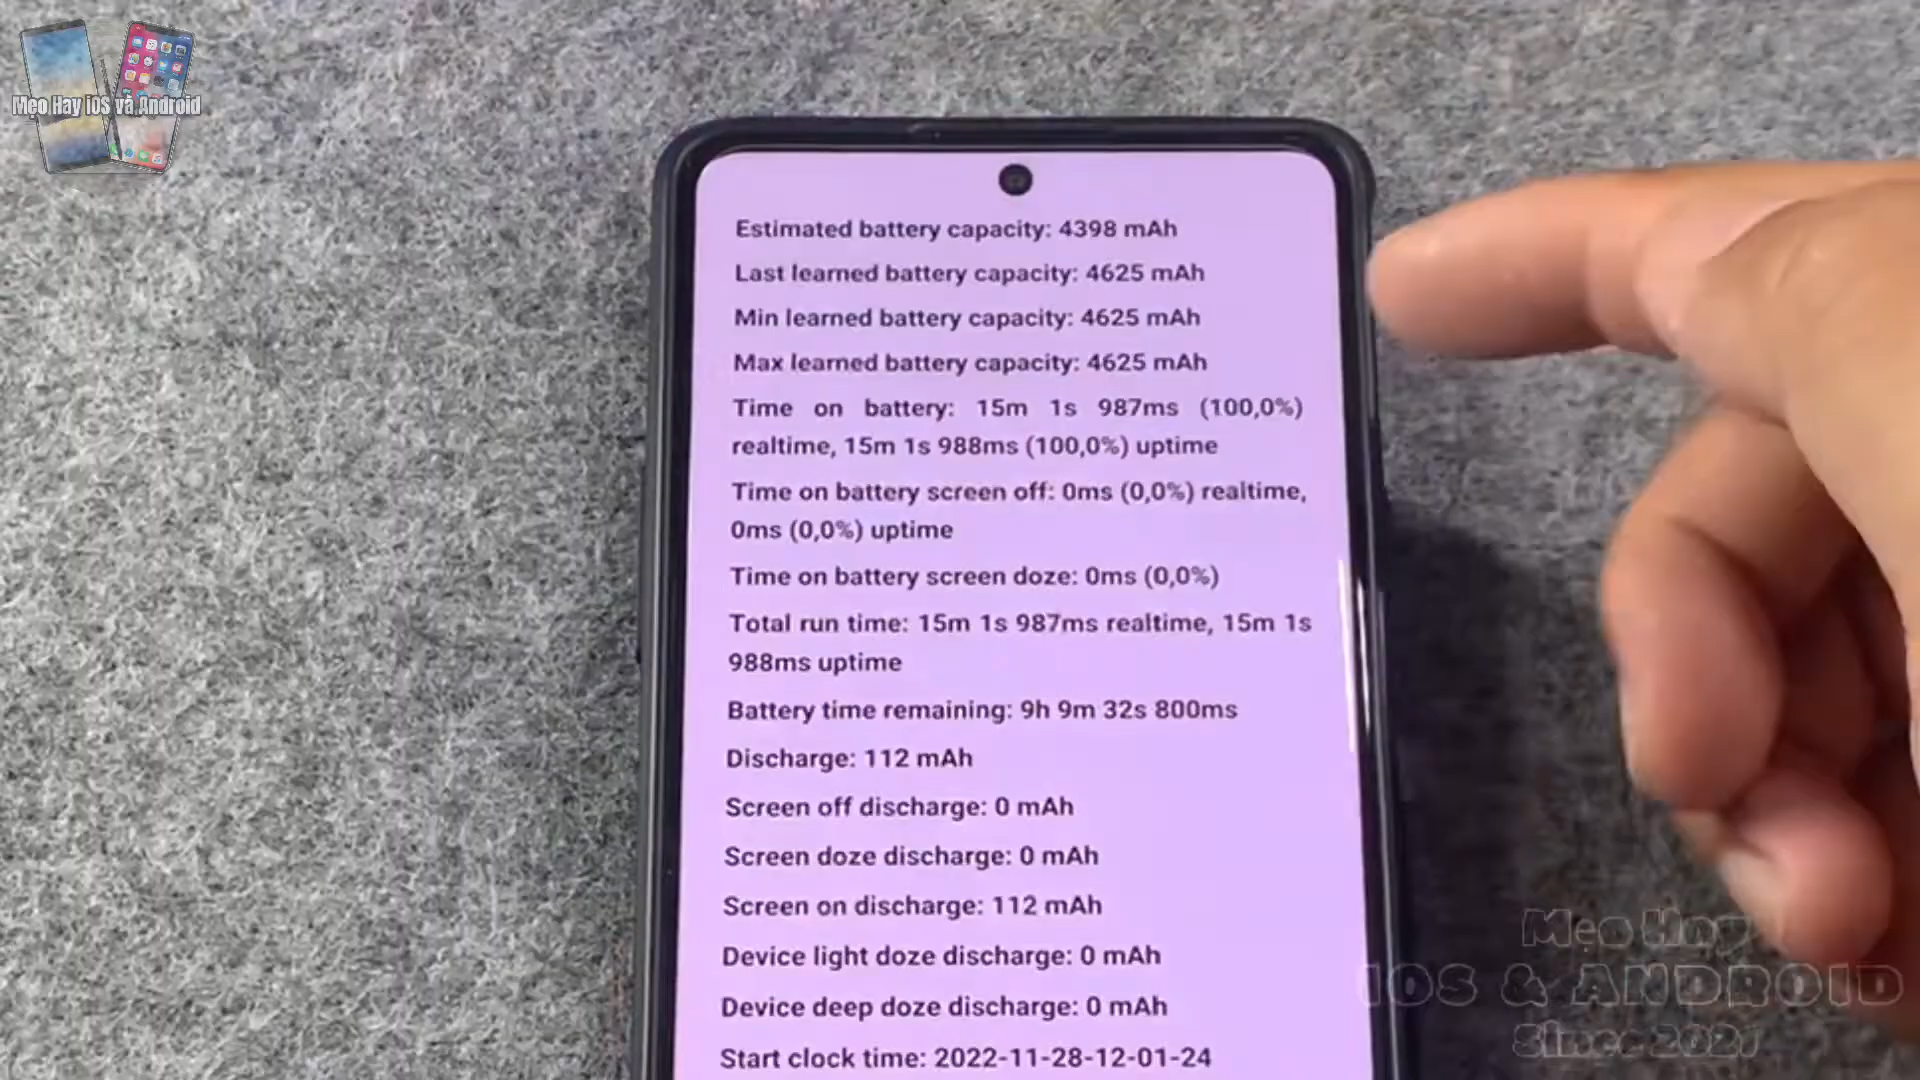 Mẹo Hay iOS và Android
Estimated battery capacity: 4398 mAh
Last learned battery capacity: 4625 mAh
Min learned battery capacity: 4625 mAh
Max learned battery capacity: 4625 mAh
Time on battery: 15m 1s 987ms (100,0%)
realtime, 15m 1s 988ms (100,0%) uptime
Time on battery screen off: 0ms (0,0%) realtime,
0ms (0,0%) uptime
Time on battery screen doze: 0ms (0,0%)
Total run time: 15m 1s 987ms realtime, 15m 1s
988ms uptime
Battery time remaining: 9h 9m 32s 800ms
Discharge: 112 mAh
Screen off discharge: 0 mAh
Screen doze discharge: 0 mAh
Screen on discharge: 112 mAh
Device light doze discharge: 0 mAh
Device deep doze discharge: 0 mAh
Start clock time: 2022-11-28-12-01-24
Mẹo Hay
IOS & ANDROID
Since 2021